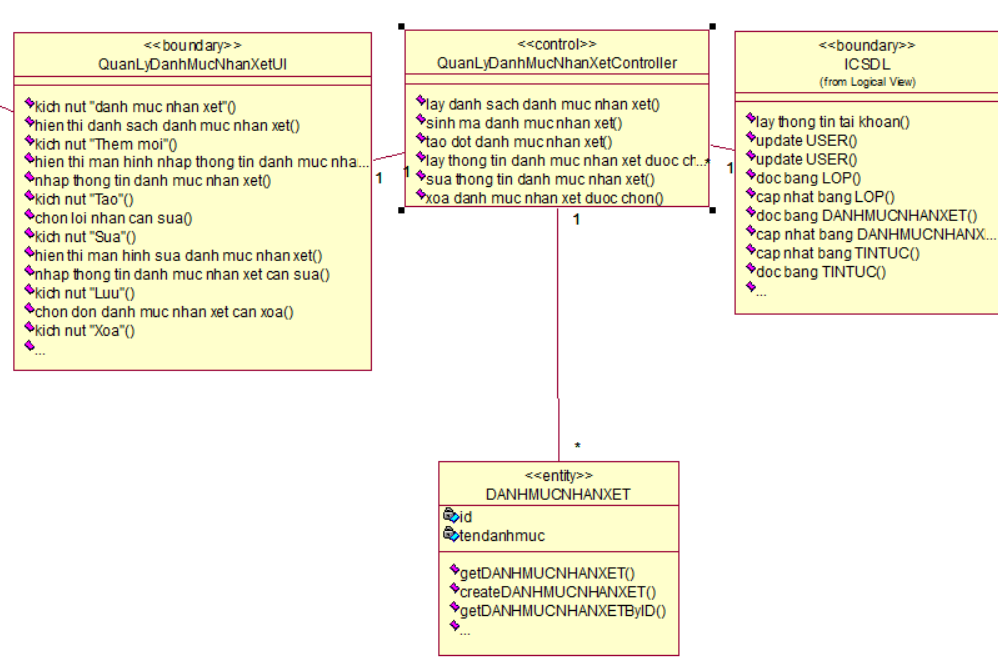 <<boundary>>
QuanLyDanhMucNhanXetUI
kich nut "danh muc nhan xet"()
hien thi danh sach danh muc nhan xet()
kich nut "Them moi"()
hien thi man hinh nhap thong tin danh muc nha...
nhap thong tin danh muc nhan xet()
kich nut "Tao"()
chon loi nhan can sua()
kich nut "Sua"()
hien thi man hinh sua danh muc nhan xet()
nhap thong tin danh muc nhan xet can sua()
kich nut "Luu"()
chon don danh muc nhan xet can xoa()
kich nut "Xoa"()
...
1
1
<<control>>
QuanLyDanhMucNhanXetController
lay danh sach danh muc nhan xet()
sinh ma danh muc nhan xet()
tao dot danh muc nhan xet()
lay thong tin danh muc nhan xet duoc ch...
sua thong tin danh muc nhan xet()
xoa danh muc nhan xet duoc chon()
*
1
1
<<boundary>>
ICSDL
(from Logical View)
lay thong tin tai khoan()
update USER()
update USER()
doc bang LOP()
cap nhat bang LOP()
doc bang DANHMUCNHANXET()
cap nhat bang DANHMUCNHANX...
cap nhat bang TINTUC()
doc bang TINTUC()
...
*
<<entity>>
DANHMUCNHANXET
id
tendanhmuc
getDANHMUCNHANXET()
createDANHMUCNHANXET()
getDANHMUCNHANXETByID()
...